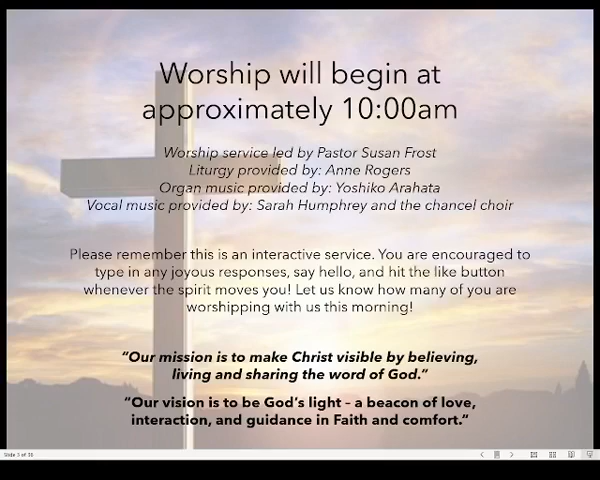 Worship will begin at
approximately 10:00am
Worship service led by Pastor Susan Frost
Liturgy provided by: Anne Rogers
Organ music provided by: Yoshiko Arahata
Vocal music provided by: Sarah Humphrey and the chancel choir
Please remember this is an interactive service. You are encouraged to
type in any joyous responses, say hello, and hit the like button
whenever the spirit moves you! Let us know how many of you are
worshipping with us this morning!
“Our mission is to make Christ visible by believing,
living and sharing the word of God.”
“Our vision is to be God’s light – a beacon of love,
interaction, and guidance in Faith and comfort.”